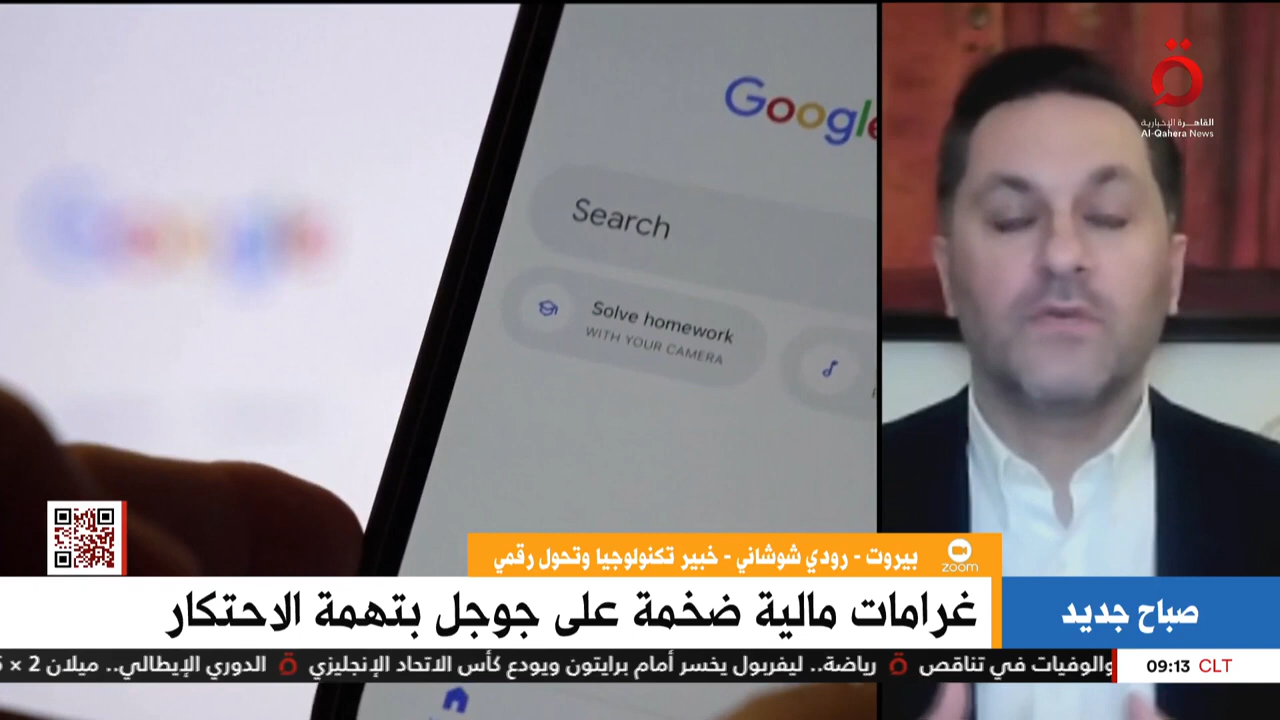 Google
Google
Search
Solve homework
WITH YOUR CAMERA
القاهرة الإخبارية
Al-Qahera News
zoom
بيروت - رودي شوشاني - خبير تكنولوجيا وتحول رقمي
صباح جديد
غرامات مالية ضخمة على جوجل بتهمة الاحتكار
09:13 CLT
والوفيات في تناقص رياضة.. ليفربول يخسر أمام برايتون ويودع كأس الاتحاد الإنجليزي الدوري الإيطالي.. ميلان 2 ×